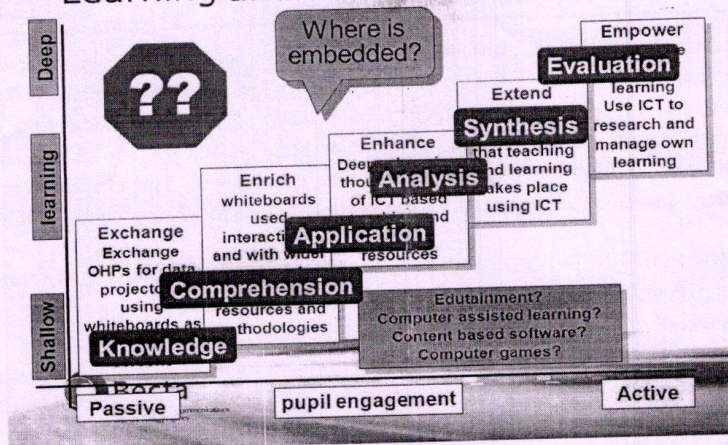 Learning
Where is
embedded?
??
Deep
learning
Shallow
Empower
Evaluation
learning
Use ICT to
research and
manage own
learning
Extend
Synthesis
that teaching
and learning
takes place
using ICT
Enhance
Analysis
of ICT based
and
resources
Enrich
whiteboards
used
Application
and with wider
Comprehension
resources and
Exchange
Exchange
OHPs for data
using
whiteboards as
Knowledge
Edutainment?
Computer assisted learning?
Content based software?
Computer games?
Becta
Passive
pupil engagement
Active